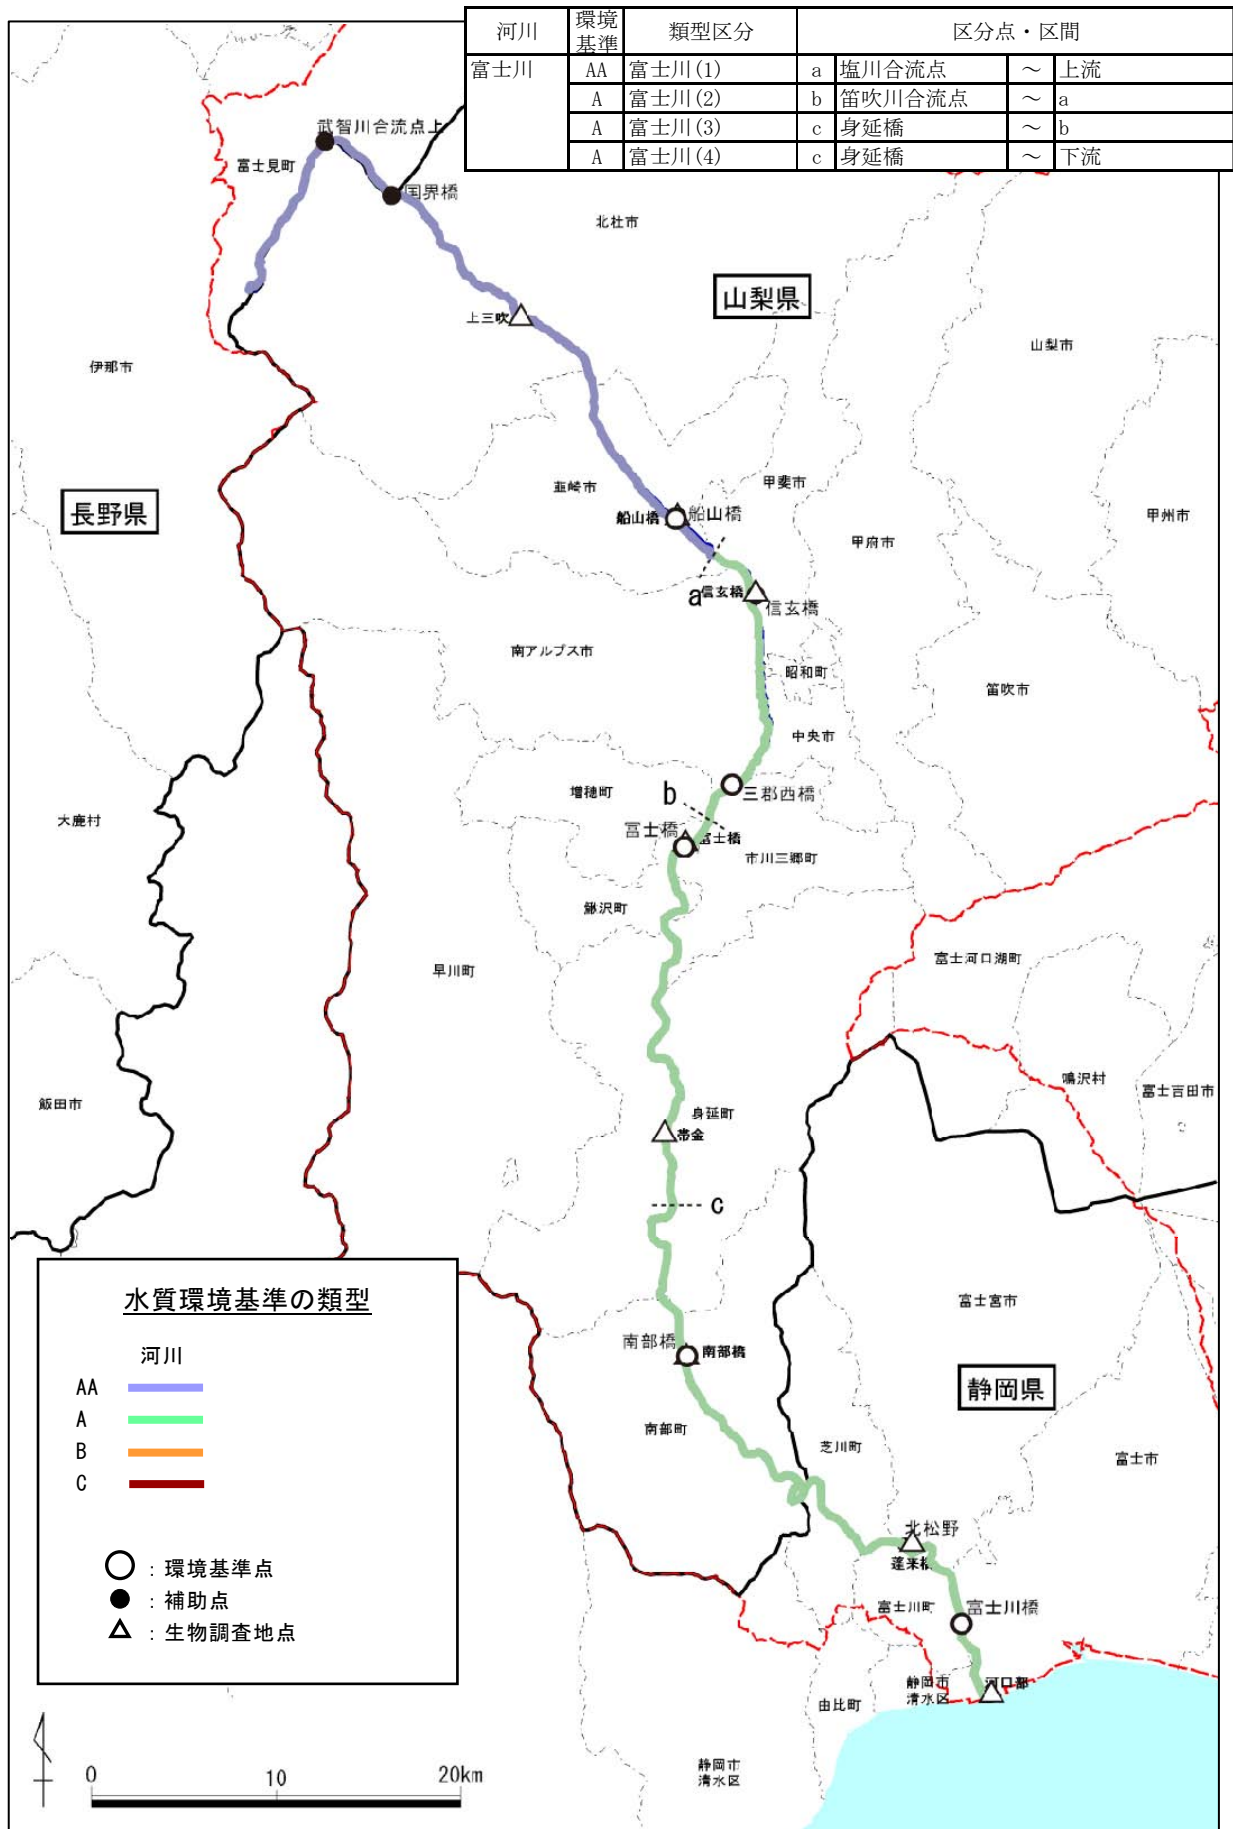 河川 環境基準 類型区分 区分点・区間
富士川 AA 富士川(1) a 塩川合流点 ～ 上流
A 富士川(2) b 笛吹川合流点 ～ a
A 富士川(3) c 身延橋 ～ b
A 富士川(4) c 身延橋 ～ 下流
武智川合流点上
富士見町
国界橋
北杜市
山梨県
上三吹
山梨市
伊那市
長野県
韮崎市
甲斐市
甲州市
船山橋
船山橋
甲府市
a
信玄橋
信玄橋
南アルプス市
昭和町
笛吹市
中央市
増穂町
b
三郡西橋
大鹿村
富士橋
富士橋
市川三郷町
鰍沢町
早川町
富士河口湖町
鳴沢村
富士吉田市
飯田市
身延町
帯金
c
水質環境基準の類型
河川
AA
A
B
C
：環境基準点
：補助点
：生物調査地点
富士宮市
南部橋
南部橋
静岡県
南部町
芝川町
富士市
北松野
蓬莱橋
富士川町
富士川橋
静岡市
清水区
河口部
由比町
静岡市
清水区
0 10 20km